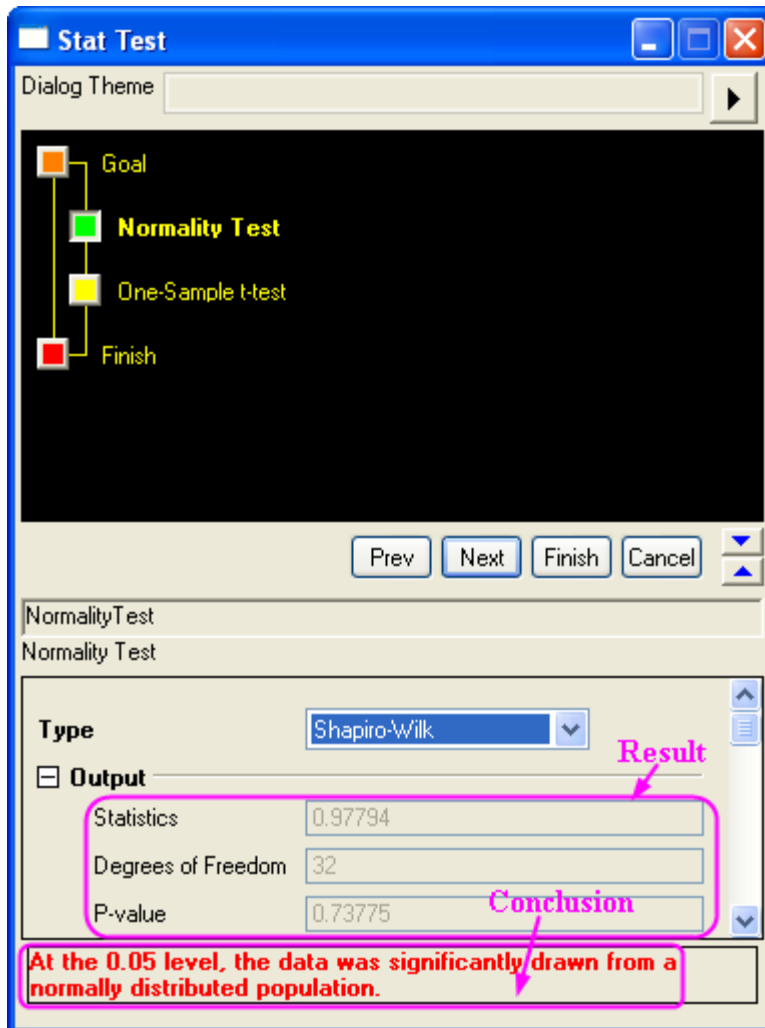 Stat Test
Dialog Theme
Goal
Normality Test
One-Sample t-test
Finish
Prev Next Finish Cancel
NormalityTest
Normality Test
Type Shapiro-Wilk
Result
Output
Statistics 0.97794
Degrees of Freedom 32
P-value 0.73775
Conclusion
At the 0.05 level, the data was significantly drawn from a
normally distributed population.